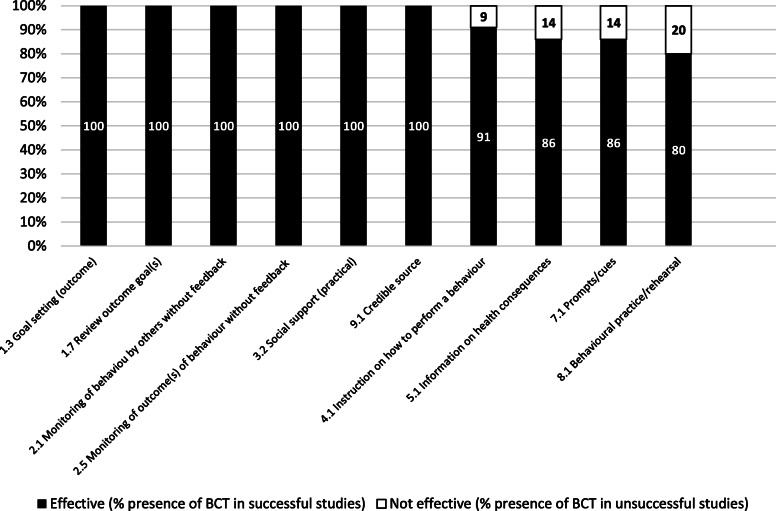 100%
90%
80%
70%
60%
50%
40%
30%
20%
10%
0%
9
14
14
20
100
100
100
100
100
100
91
86
86
80
1.3 Goal setting (outcome)
1.7 Review outcome goal(s)
2.1 Monitoring of behaviou by others without feedback
2.5 Monitoring of outcome(s) of behaviour without feedback
3.2 Social support (practical)
9.1 Credible source
4.1 Instruction on how to perform a behaviour
5.1 Information on health consequences
7.1 Prompts/cues
8.1 Behavioural practice/rehearsal
Effective (% presence of BCT in successful studies)
Not effective (% presence of BCT in unsuccessful studies)